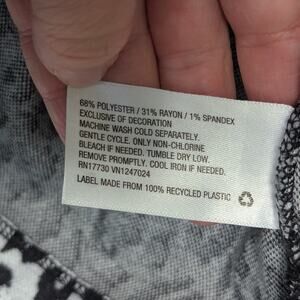 68% POLYESTER / 31% RAYON / 1% SPANDEX
EXCLUSIVE OF DECORATION
MACHINE WASH COLD SEPARATELY.
GENTLE CYCLE. ONLY NON-CHLORINE
BLEACH IF NEEDED. TUMBLE DRY LOW.
REMOVE PROMPTLY. COOL IRON IF NEEDED.
RN17730 VN1247024
LABEL MADE FROM 100% RECYCLED PLASTIC